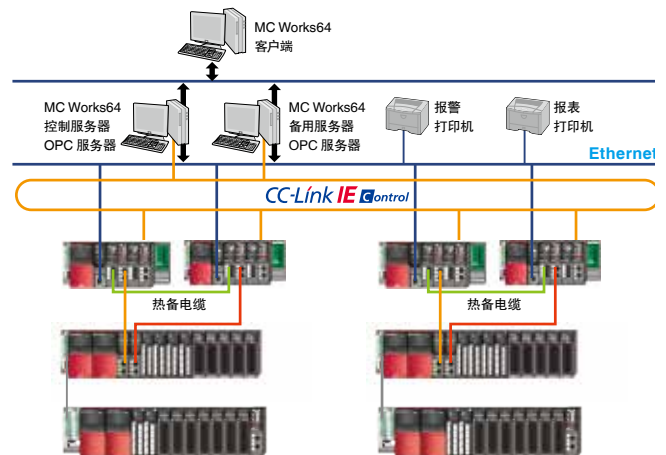 MC Works64
客户端
MC Works64
控制服务器
OPC 服务器
MC Works64
备用服务器
OPC 服务器
报警
打印机
报表
打印机
Ethernet
CC-Link IE Control
热备电缆
热备电缆